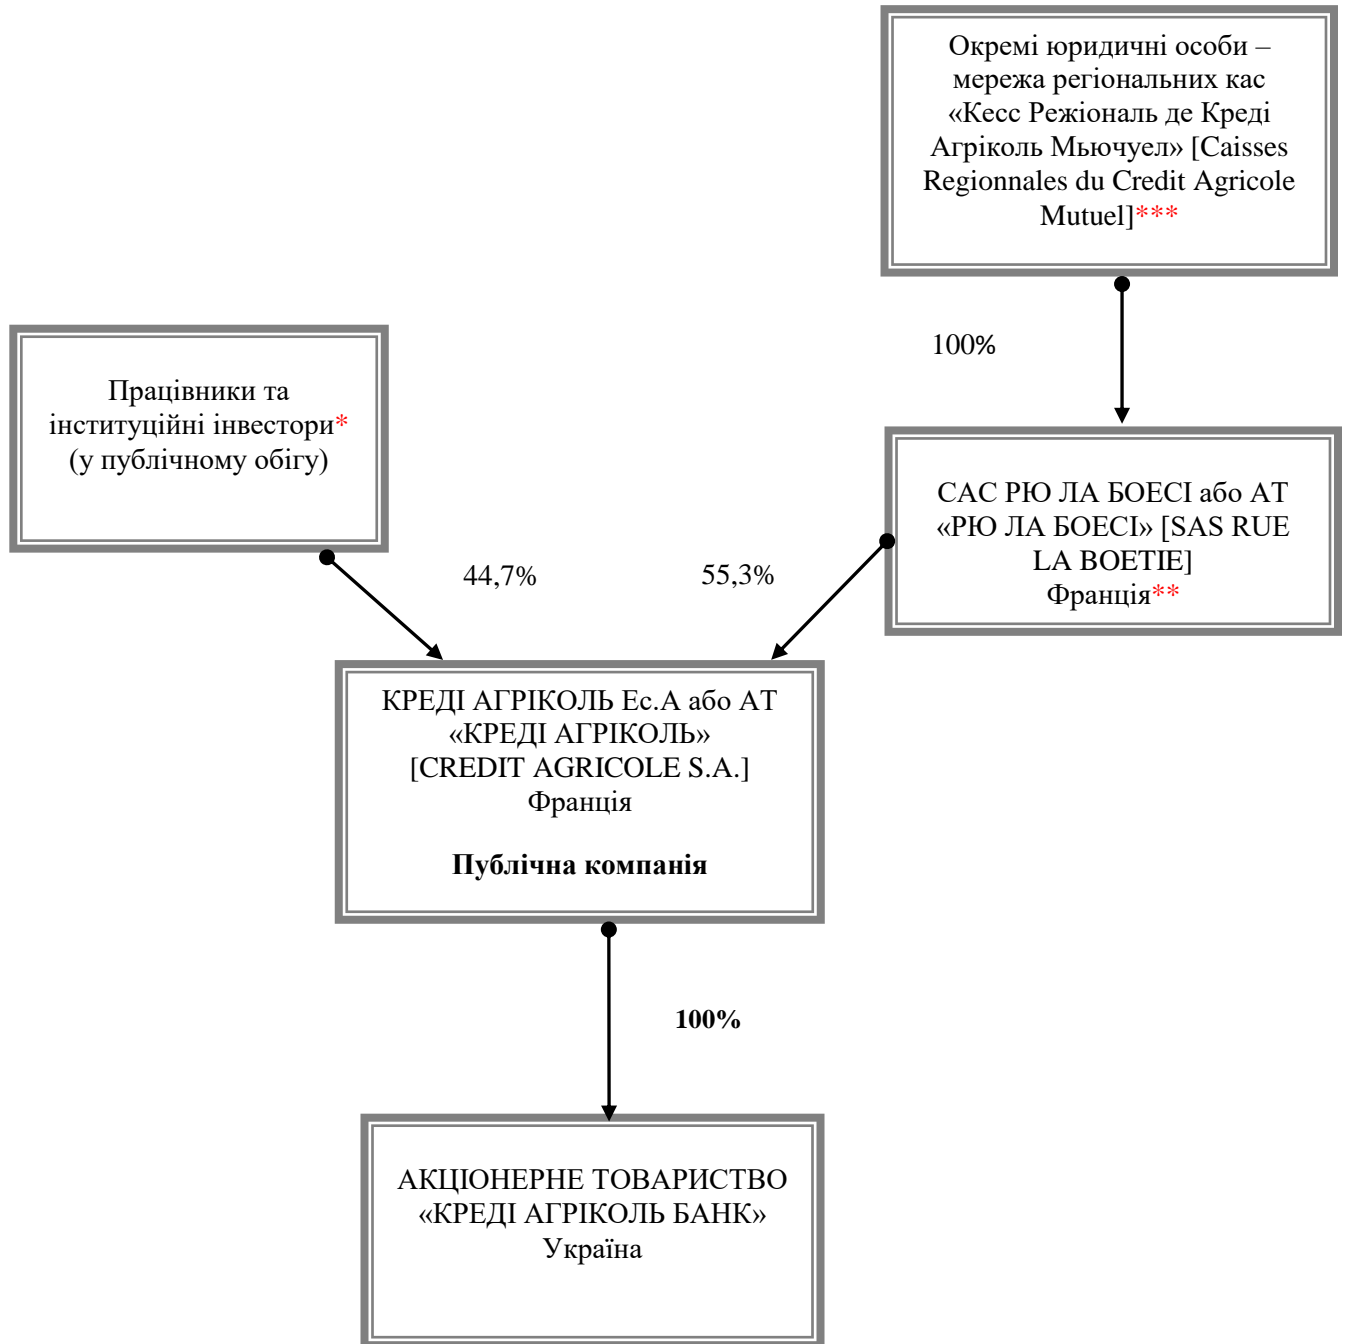 Окремі юридичні особи –
мережа регіональних кас
«Кесс Режіональ де Креді
Агріколь Мьючуел» [Caisses
Regionnales du Credit Agricole
Mutuel]***
100%
Працівники та
інституційні інвестори*
(у публічному обігу)
САС РЮ ЛА БОЕСІ або АТ
«РЮ ЛА БОЕСІ» [SAS RUE
LA BOETIE]
Франція**
44,7%
55,3%
КРЕДІ АГРІКОЛЬ Ес.А або АТ
«КРЕДІ АГРІКОЛЬ»
[CREDIT AGRICOLE S.A.]
Франція
Публічна компанія
100%
АКЦІОНЕРНЕ ТОВАРИСТВО
«КРЕДІ АГРІКОЛЬ БАНК»
Україна